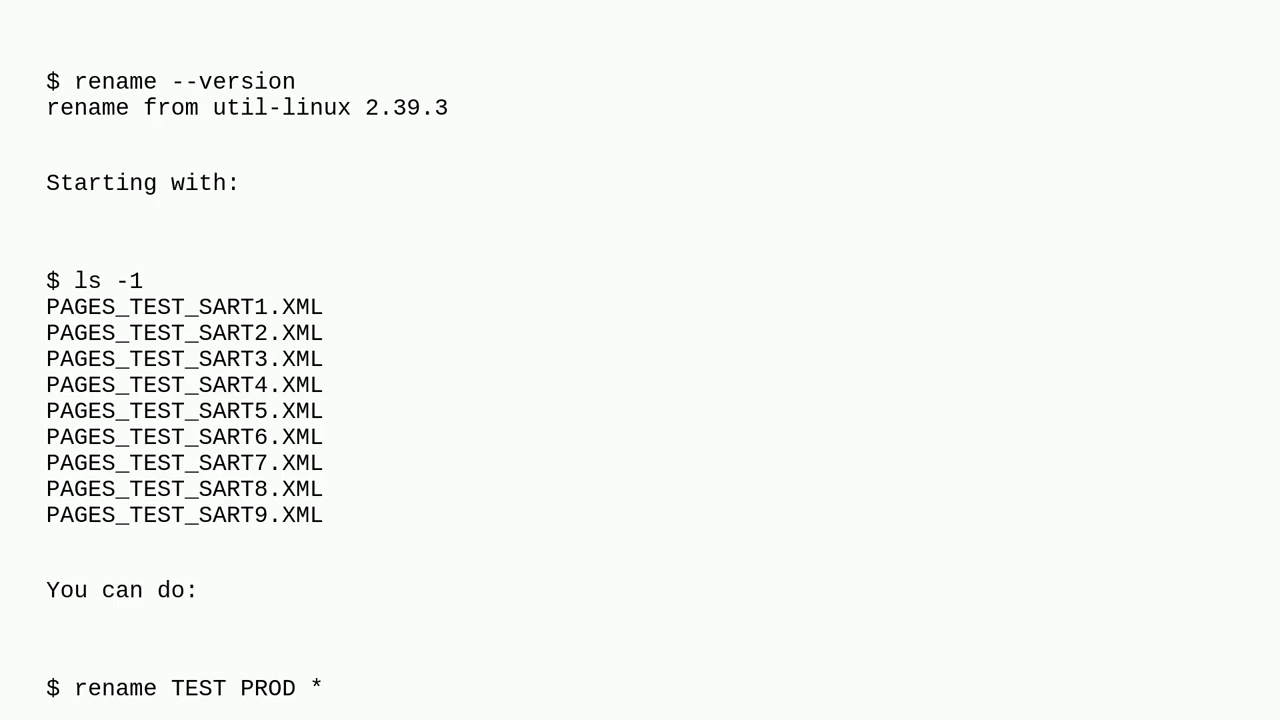 $ rename --version
rename from util-linux 2.39.3
Starting with:
$ ls -1
PAGES_TEST_SART1.XML
PAGES_TEST_SART2.XML
PAGES_TEST_SART3.XML
PAGES_TEST_SART4.XML
PAGES_TEST_SART5.XML
PAGES_TEST_SART6.XML
PAGES_TEST_SART7.XML
PAGES_TEST_SART8.XML
PAGES_TEST_SART9.XML
You can do:
$ rename TEST PROD *